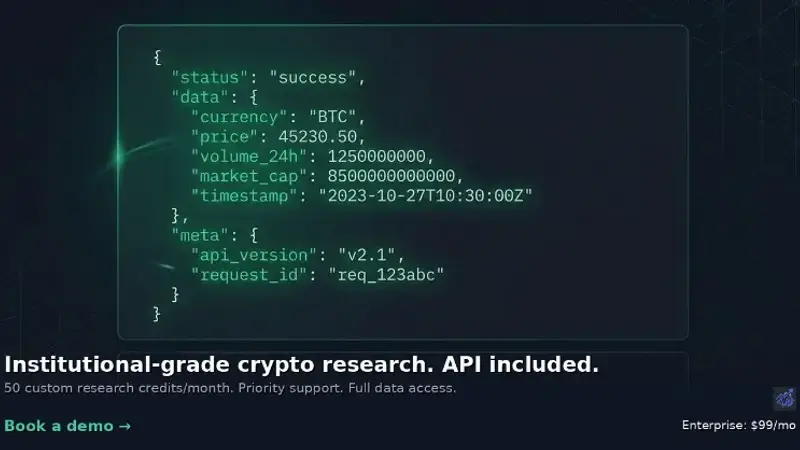 {
"status": "success",
"data": {
"currency": "BTC",
"price": 45230.50,
"volume_24h": 1250000000,
"market_cap": 8500000000000,
"timestamp": "2023-10-27T10:30:00Z"
},
"meta": {
"api_version": "v2.1",
"request_id": "req_123abc"
}
}
Institutional-grade crypto research. API included.
50 custom research credits/month. Priority support. Full data access.
Book a demo →
Enterprise: $99/mo